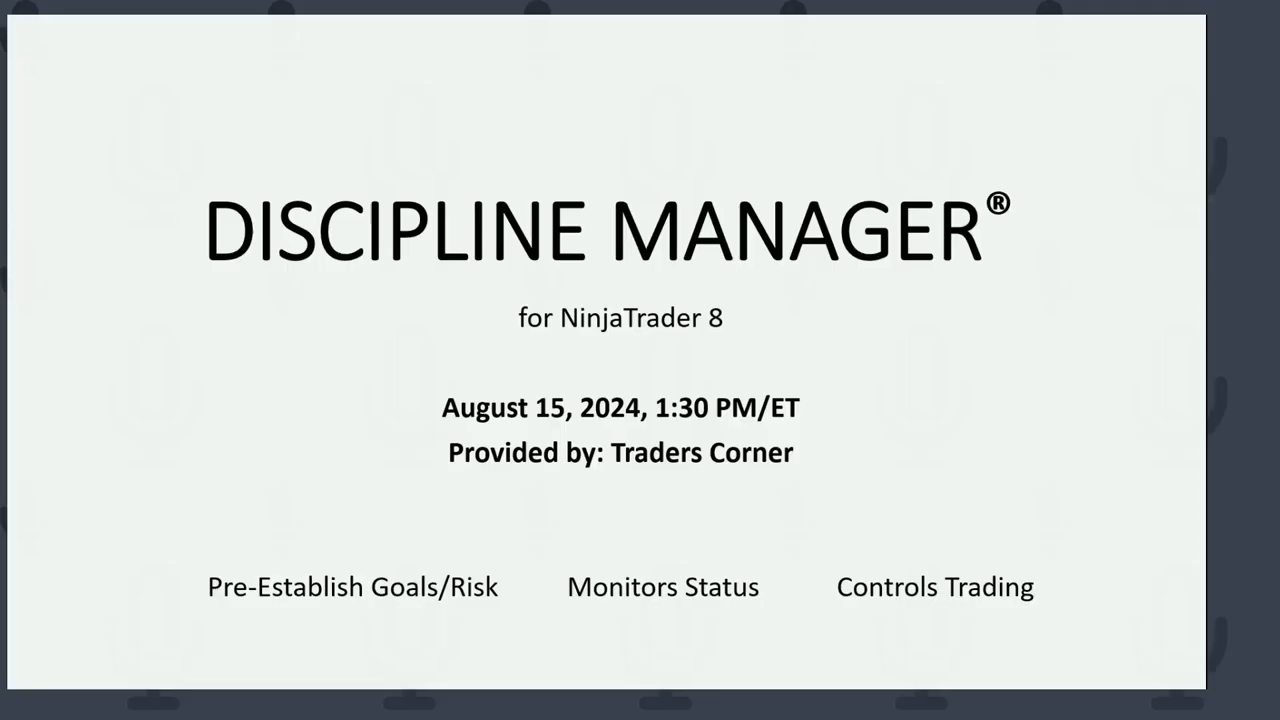 DISCIPLINE MANAGER®
for NinjaTrader 8
August 15, 2024, 1:30 PM/ET
Provided by: Traders Corner
Pre-Establish Goals/Risk Monitors Status Controls Trading